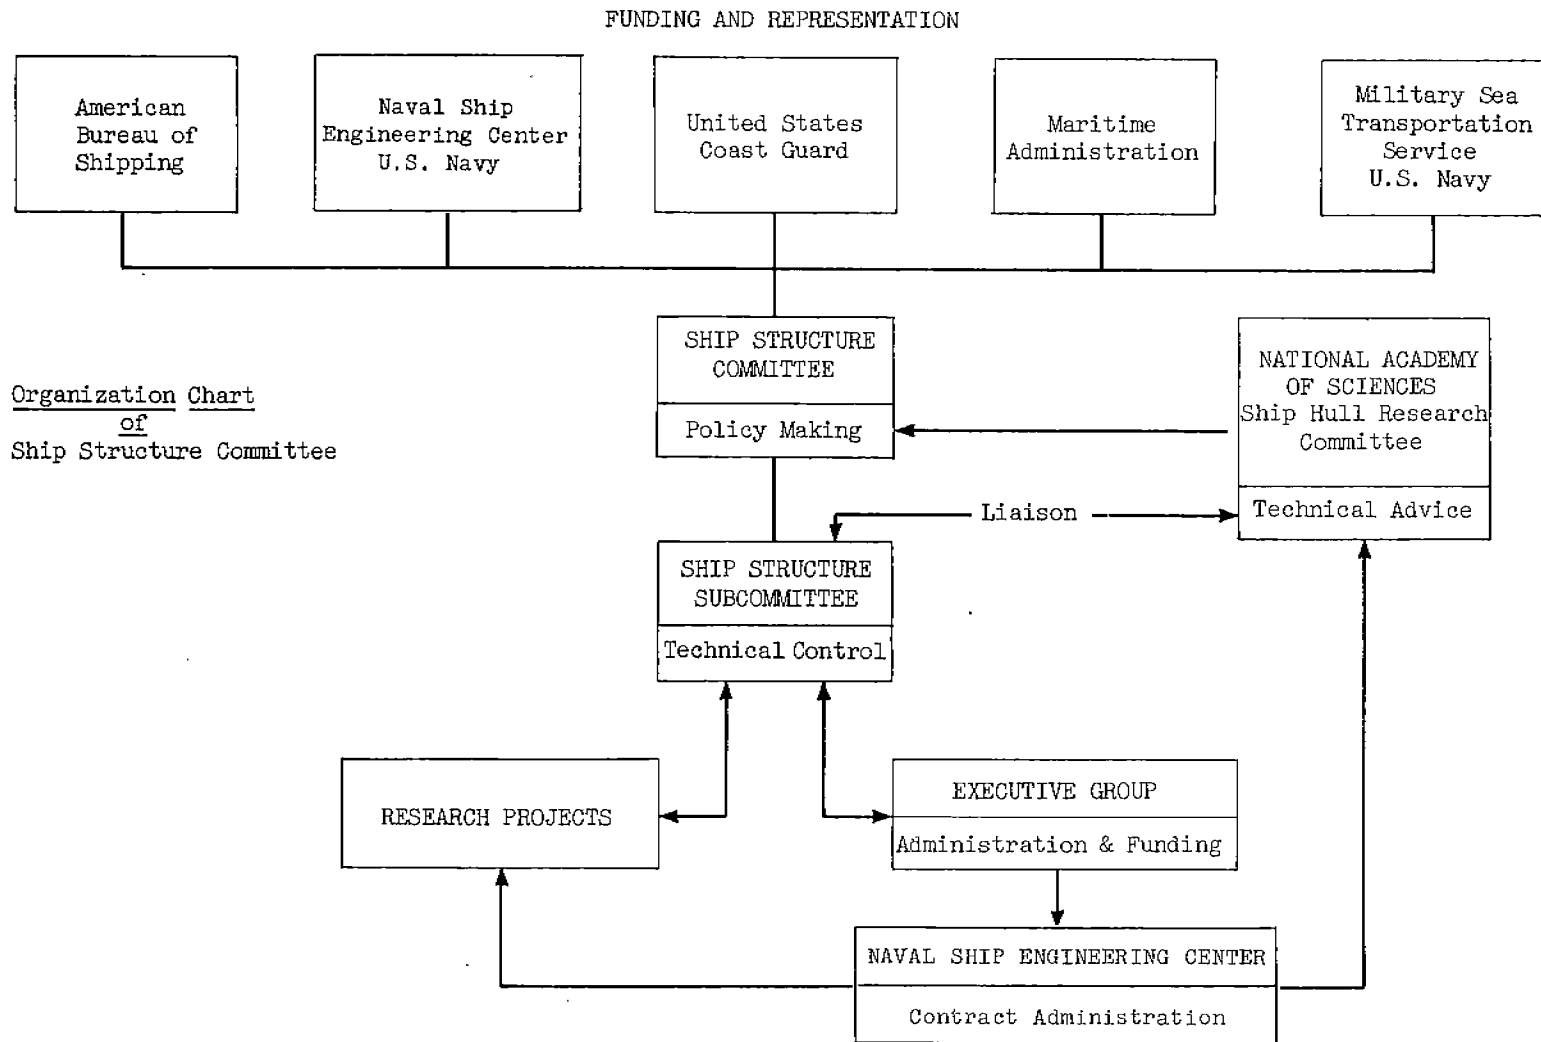 FUNDING AND REPRESENTATION
American
Bureau of
Shipping
Naval Ship
Engineering Center
U.S. Navy
United States
Coast Guard
Maritime
Administration
Military Sea
Transportation
Service
U.S. Navy
Organization Chart
of
Ship Structure Committee
SHIP STRUCTURE
COMMITTEE
Policy Making
NATIONAL ACADEMY
OF SCIENCES
Ship Hull Research
Committee
Technical Advice
Liaison
SHIP STRUCTURE
SUBCOMMITTEE
Technical Control
RESEARCH PROJECTS
EXECUTIVE GROUP
Administration & Funding
NAVAL SHIP ENGINEERING CENTER
Contract Administration